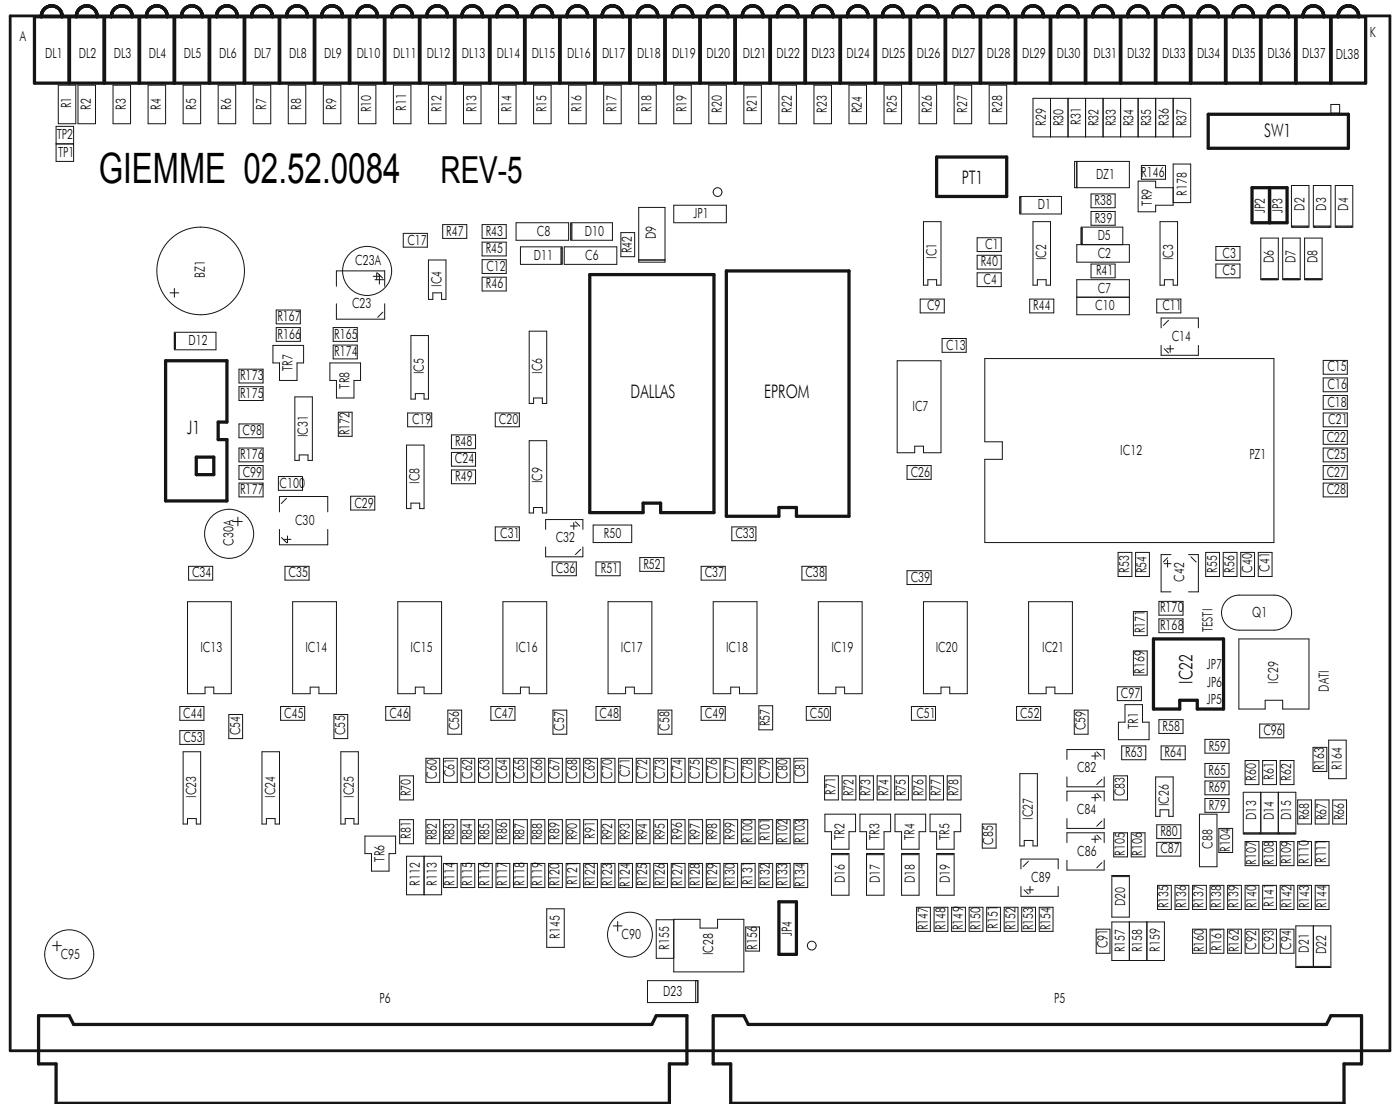 A DL1 DL2 DL3 DL4 DL5 DL6 DL7 DL8 DL9 DL10 DL11 DL12 DL13 DL14 DL15 DL16 DL17 DL18 DL19 DL20 DL21 DL22 DL23 DL24 DL25 DL26 DL27 DL28 DL29 DL30 DL31 DL32 DL33 DL34 DL35 DL36 DL37 DL38 K
R1 R2 R3 R4 R5 R6 R7 R8 R9 R10 R11 R12 R13 R14 R15 R16 R17 R18 R19 R20 R21 R22 R23 R24 R25 R26 R27 R28 R29 R30 R31 R32 R33 R34 R35 R36 R37
TP2 SW1
TP1
GIEMME 02.52.0084 REV-5 PT1 DZ1 R146 TR9 R178
JP1 D1 R38 JP2 JP3 D2 D3 D4
R39
C17 R47 R43 C8 D10 R42 D9 D5
R45 D11 C6 IC1 C1 IC2 C2 IC3 C3 D6 D7 D8
BZ1 C23A C12 R40 R41 C5
+ + IC4 R46 C4 C7
C23 C9 R44 C10 C11
R167
D12 R166 R165 C14 +
TR7 R174 C13
R173 TR8 IC5 IC6 C15
R175 DALLAS EPROM IC7 C16
J1 C98 IC31 R172 C19 C20 C18
C21
R176 R48 IC12 PZ1 C22
C99 IC8 C24 IC9 C26 C25
R177 C100 R49 C27
C29 C28
C30A + C30 + C31 C32 + R50 C33
C34 C35 C36 R51 R52 C37 C38 C39 R53 R54 + C42 R55 R56 C40 C41
R171 R170 TEST1 Q1
R168
IC13 IC14 IC15 IC16 IC17 IC18 IC19 IC20 IC21 R169 IC22 JP7 IC29
JP6 DATI
C97 JP5
C44 C54 C45 C55 C46 C56 C47 C57 C48 C58 C49 R57 C50 C51 C52 C59 TR1 R58 C96
C53 R63 R64 R59 R163 R164
IC23 IC24 IC25 R70 C60 C61 C62 C63 C64 C65 C66 C67 C68 C69 C70 C71 C72 C73 C74 C75 C76 C77 C78 C79 C80 C81 R71 R72 R73 R74 R75 R76 R77 R78 IC27 C82 + C83 IC26 R65 R60 R61 R62
R69
C84 + R79 D13 D14 D15 R68 R67 R66
R81 R82 R83 R84 R85 R86 R87 R88 R89 R90 R91 R92 R93 R94 R95 R96 R97 R98 R99 R100 R101 R102 R103 TR2 TR3 TR4 TR5 C85 C86 + R105 R106 R80 C88 R104
TR6 C87 R107 R108 R109 R110 R111
R112 R113 R114 R115 R116 R117 R118 R119 R120 R121 R122 R123 R124 R125 R126 R127 R128 R129 R130 R131 R132 R133 R134 D16 D17 D18 D19 C89 +
D20 R135 R136 R137 R138 R139 R140 R141 R142 R143 R144
R145 + C90 R155 IC28 R156 JP4 R147 R148 R149 R150 R151 R152 R153 R154
+ C95 C91 R157 R158 R159 R160 R161 R162 C92 C93 C94 D21 D22
P6 D23 P5